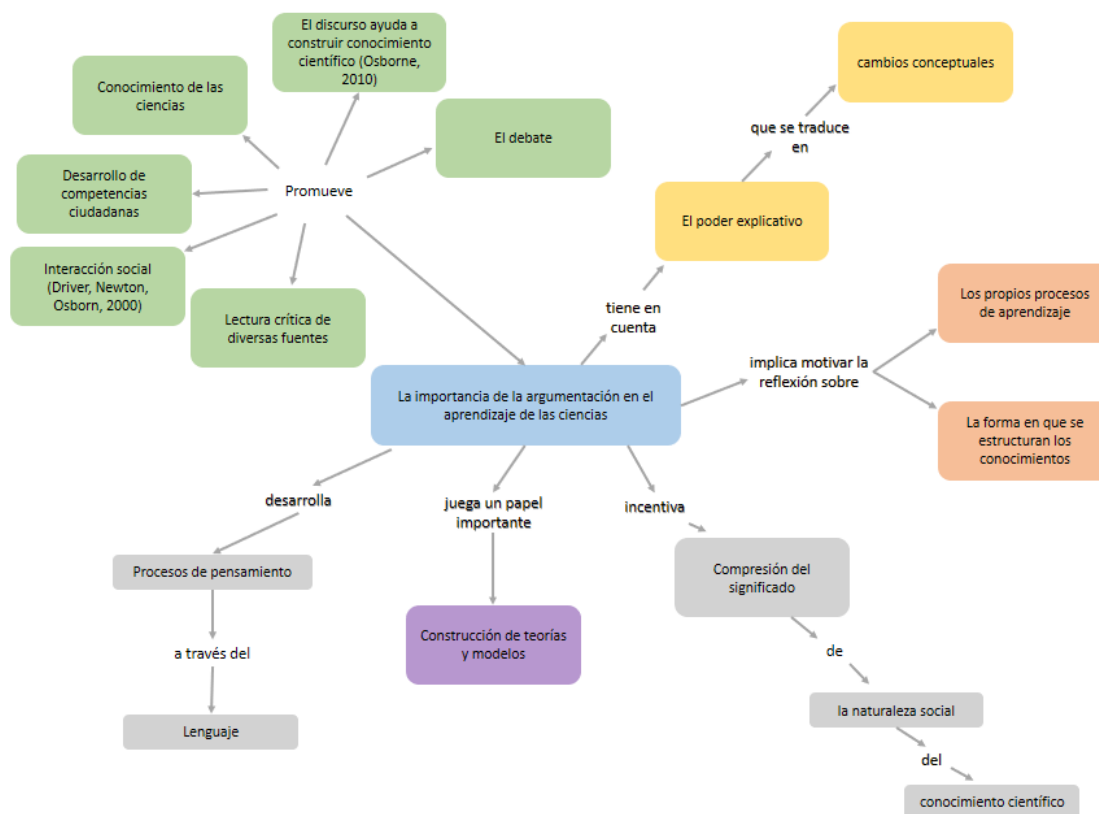 El discurso ayuda a
construir conocimiento
científico (Osborne,
2010)
Conocimiento de las
ciencias
El debate
Desarrollo de
competencias
ciudadanas
Promueve
Interacción social
(Driver, Newton,
Osborn, 2000)
Lectura crítica de
diversas fuentes
cambios conceptuales
que se traduce
en
El poder explicativo
tiene en
cuenta
Los propios procesos
de aprendizaje
implica motivar la
reflexión sobre
La forma en que se
estructuran los
conocimientos
La importancia de la argumentación en el
aprendizaje de las ciencias
desarrolla
Procesos de pensamiento
a través del
Lenguaje
juega un papel
importante
Construcción de teorías
y modelos
incentiva
Compresión del
significado
de
la naturaleza social
del
conocimiento científico